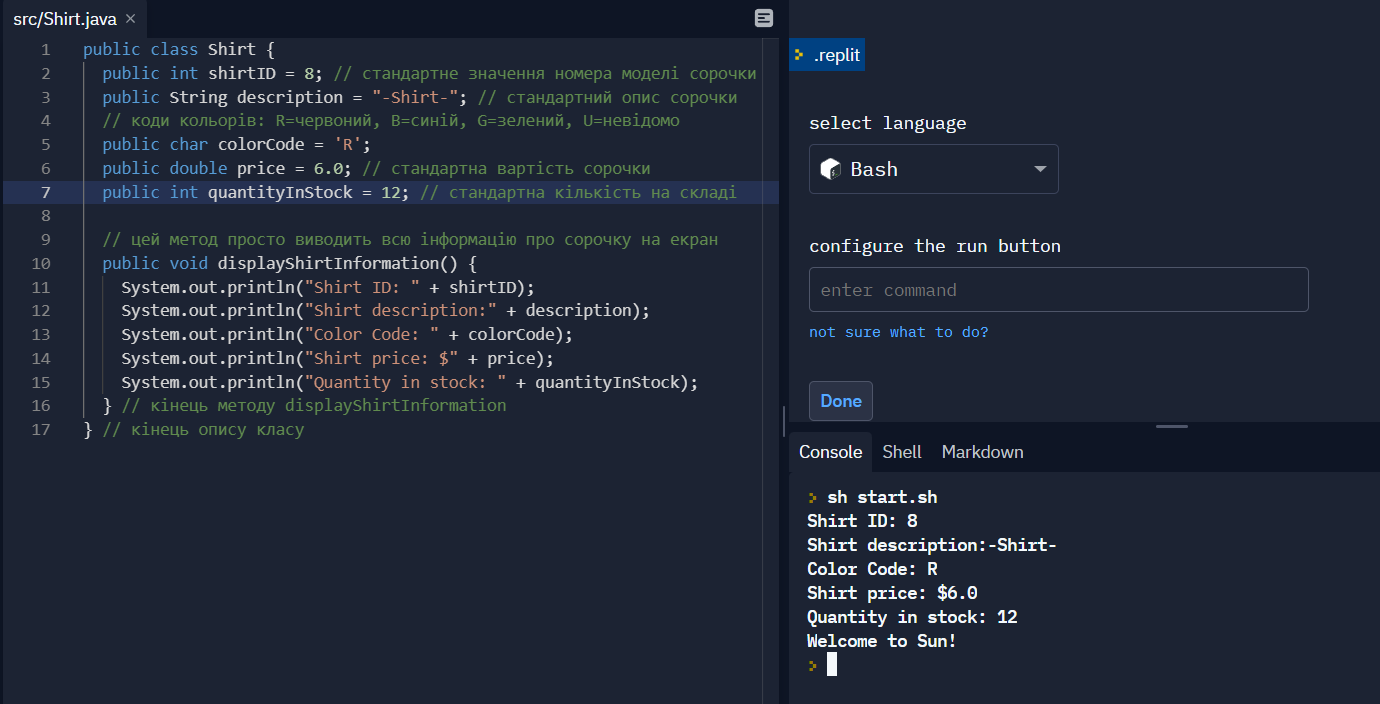 src/Shirt.java ×
1 public class Shirt {
2 public int shirtID = 8; // стандартне значення номера моделі сорочки
3 public String description = "-Shirt-"; // стандартний опис сорочки
4 // коди кольорів: R=червоний, B=синій, G=зелений, U=невідомо
5 public char colorCode = 'R';
6 public double price = 6.0; // стандартна вартість сорочки
7 public int quantityInStock = 12; // стандартна кількість на складі
8
9 // цей метод просто виводить всю інформацію про сорочку на екран
10 public void displayShirtInformation() {
11 System.out.println("Shirt ID: " + shirtID);
12 System.out.println("Shirt description:" + description);
13 System.out.println("Color Code: " + colorCode);
14 System.out.println("Shirt price: $" + price);
15 System.out.println("Quantity in stock: " + quantityInStock);
16 } // кінець методу displayShirtInformation
17 } // кінець опису класу
.replit
select language
Bash
configure the run button
enter command
not sure what to do?
Done
Console Shell Markdown
sh start.sh
Shirt ID: 8
Shirt description:-Shirt-
Color Code: R
Shirt price: $6.0
Quantity in stock: 12
Welcome to Sun!